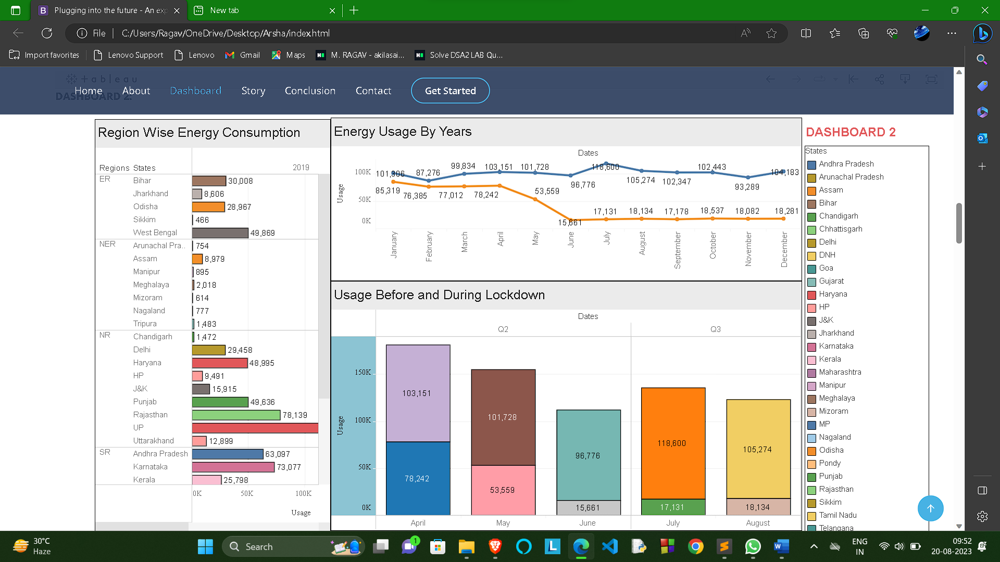 Plugging into the future - An exp
New tab
File
C:/Users/Ragav/OneDrive/Desktop/Arsha/index.html
Import favorites
Lenovo Support
Lenovo
Gmail
Maps
M. RAGAV - akilasai...
Solve DSA2 LAB Qu...
+ a b | e a u
DASHBOARD 2:
Home
About
Dashboard
Story
Conclusion
Contact
Get Started
Region Wise Energy Consumption
2019
Regions States
ER
Bihar 30,008
Jharkhand 8,606
Odisha 28,967
Sikkim 466
West Bengal 49,869
NER
Arunachal Pra.. 754
Assam 8,979
Manipur 895
Meghalaya 2,018
Mizoram 614
Nagaland 777
Tripura 1,483
NR
Chandigarh 1,472
Delhi 29,458
Haryana 48,995
HP 9,491
J&K 15,915
Punjab 49,636
Rajasthan 78,139
UP
Uttarakhand 12,899
SR
Andhra Pradesh 63,097
Karnataka 73,077
Kerala 25,798
0K 50K 100K
Usage
Energy Usage By Years
Dates
Usage
100K
50K
0K
101,306 87,276 99,834 103,151 101,728 96,776 118,600 105,274 102,347 102,443 93,289 104,183
85,319 76,385 77,012 78,242 53,559 15,661 17,131 18,134 17,178 18,537 18,082 18,281
January February March April May June July August September October November December
Usage Before and During Lockdown
Dates
Q2 Q3
Usage
150K
100K
50K
0K
103,151
78,242
101,728
53,559
96,776
15,661
118,600
17,131
105,274
18,134
April May June July August
DASHBOARD 2
States
Andhra Pradesh
Arunachal Pradesh
Assam
Bihar
Chandigarh
Chhattisgarh
Delhi
DNH
Goa
Gujarat
Haryana
HP
J&K
Jharkhand
Karnataka
Kerala
Maharashtra
Manipur
Meghalaya
Mizoram
MP
Nagaland
Odisha
Pondy
Punjab
Rajasthan
Sikkim
Tamil Nadu
Telangana
30°C
Haze
Search
1
ENG
IN
09:52
20-08-2023